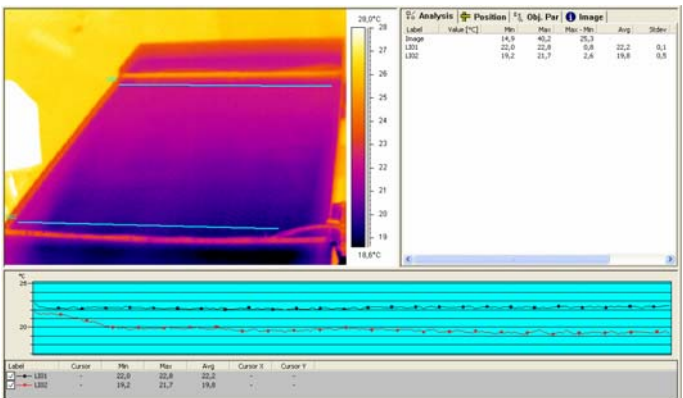 28,0°C
28
27
26
25
24
23
22
21
20
19
18,6°C
Analysis Position Obj. Par Image
Label Value [°C] Min Max Max - Min Avg Stdev
Image 14,9 40,2 25,3
LI01 22,0 22,8 0,8 22,2 0,1
LI02 19,2 21,7 2,6 19,8 0,5
°C
20
Label Cursor Min Max Avg Cursor X Cursor Y
LI01 - 22,0 22,8 22,2 - -
LI02 - 19,2 21,7 19,8 - -